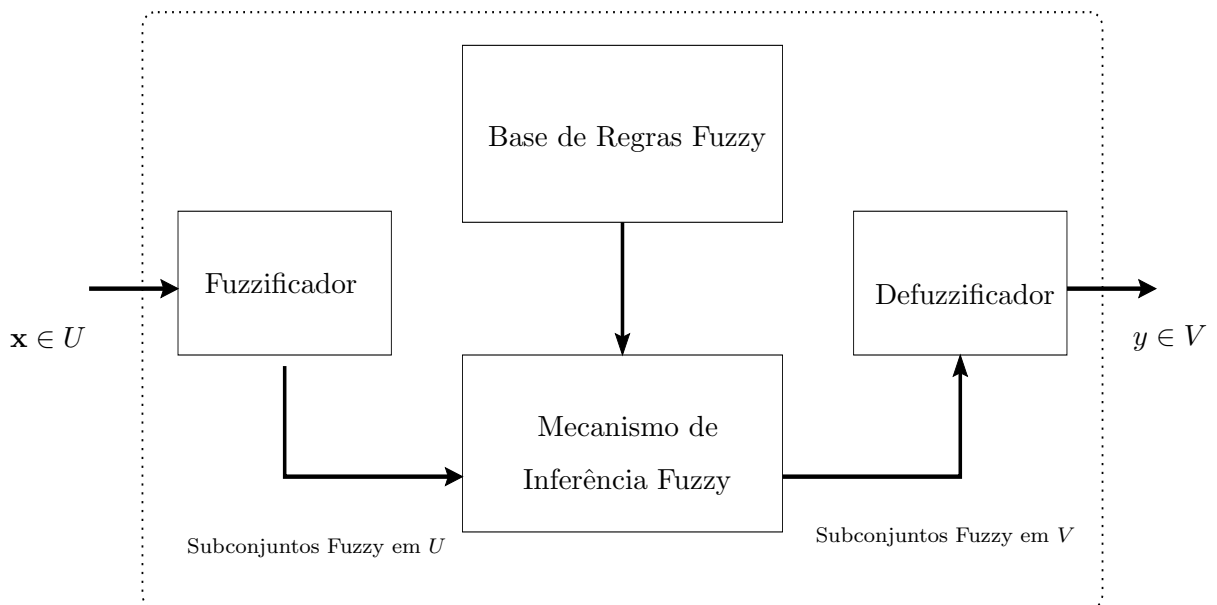 Base de Regras Fuzzy
Fuzzificador
Defuzzificador
x ∈ U
y ∈ V
Mecanismo de
Inferência Fuzzy
Subconjuntos Fuzzy em U
Subconjuntos Fuzzy em V